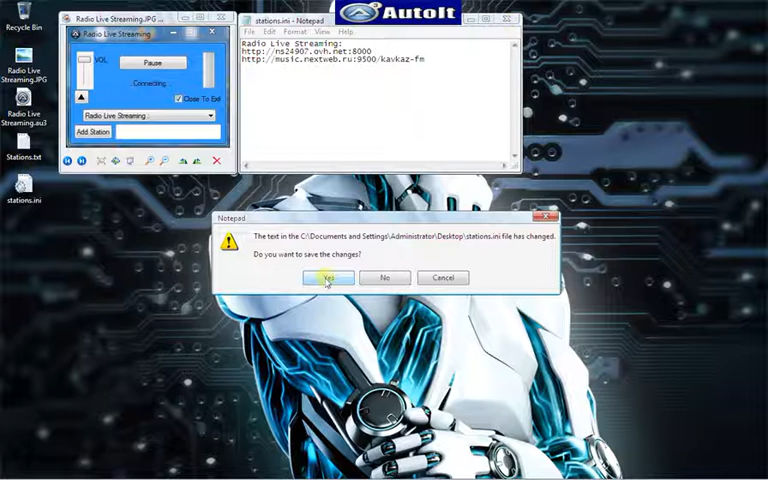 AutoIt
Recycle Bin
Radio Live
Streaming.JPG
Radio Live
Streaming.au3
Stations.txt
stations.ini
Radio Live Streaming.JPG ...
Radio Live Streaming
VOL
Pause
Connecting...
Close To Exit
Radio Live Streaming :
Add Station
stations.ini - Notepad
File Edit Format View Help
Radio Live Streaming:
http://ns24907.ovh.net:8000
http://music.nextweb.ru:9500/kavkaz-fm
Notepad
The text in the C:\Documents and Settings\Administrator\Desktop\stations.ini file has changed.
Do you want to save the changes?
Yes No Cancel